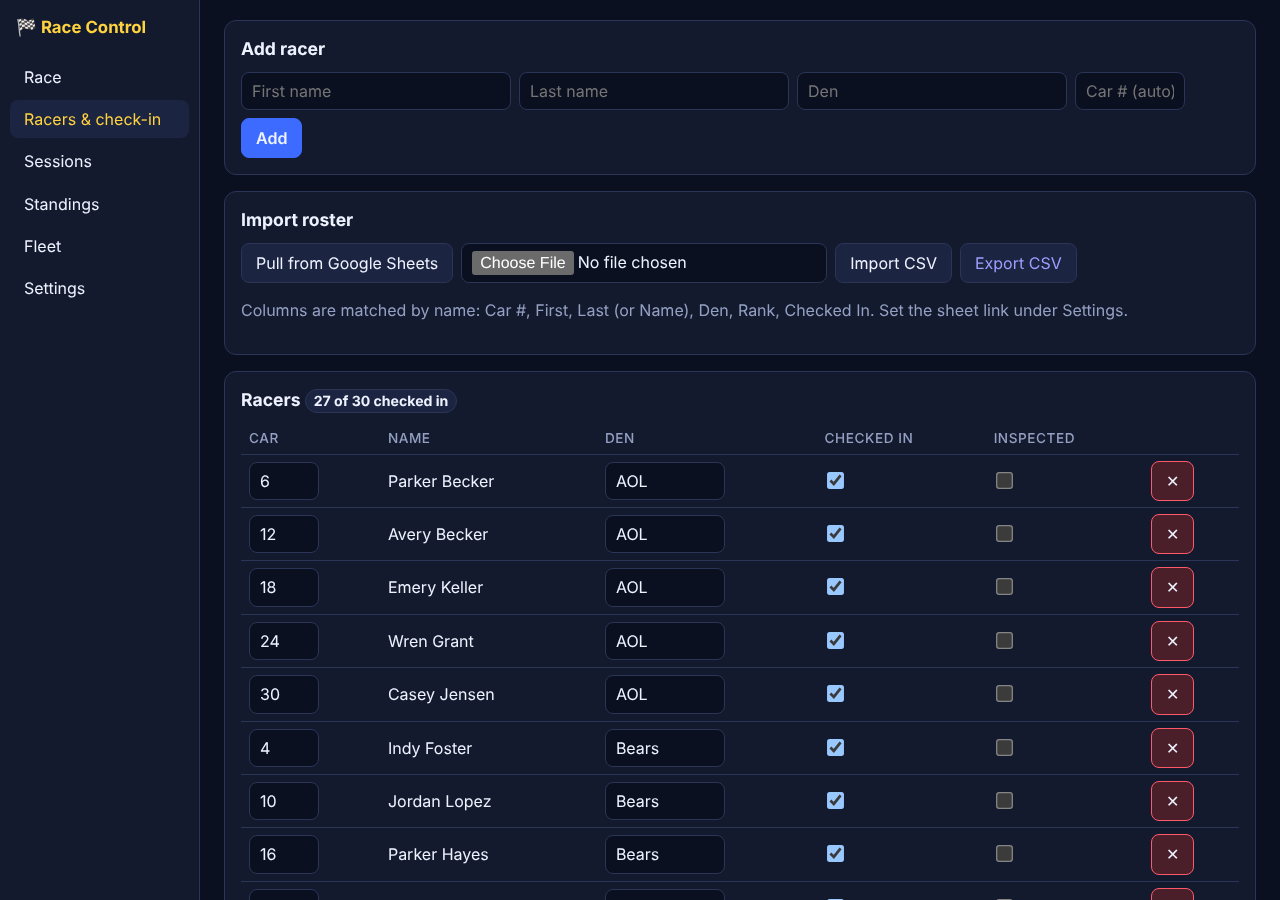 🏁 Race Control
Race
Racers & check-in
Sessions
Standings
Fleet
Settings
Add racer
First name
Last name
Den
Car # (auto)
Add
Import roster
Pull from Google Sheets
Choose File No file chosen
Import CSV
Export CSV
Columns are matched by name: Car #, First, Last (or Name), Den, Rank, Checked In. Set the sheet link under Settings.
Racers 27 of 30 checked in
CAR NAME DEN CHECKED IN INSPECTED
6 Parker Becker AOL ✕
12 Avery Becker AOL ✕
18 Emery Keller AOL ✕
24 Wren Grant AOL ✕
30 Casey Jensen AOL ✕
4 Indy Foster Bears ✕
10 Jordan Lopez Bears ✕
16 Parker Hayes Bears ✕